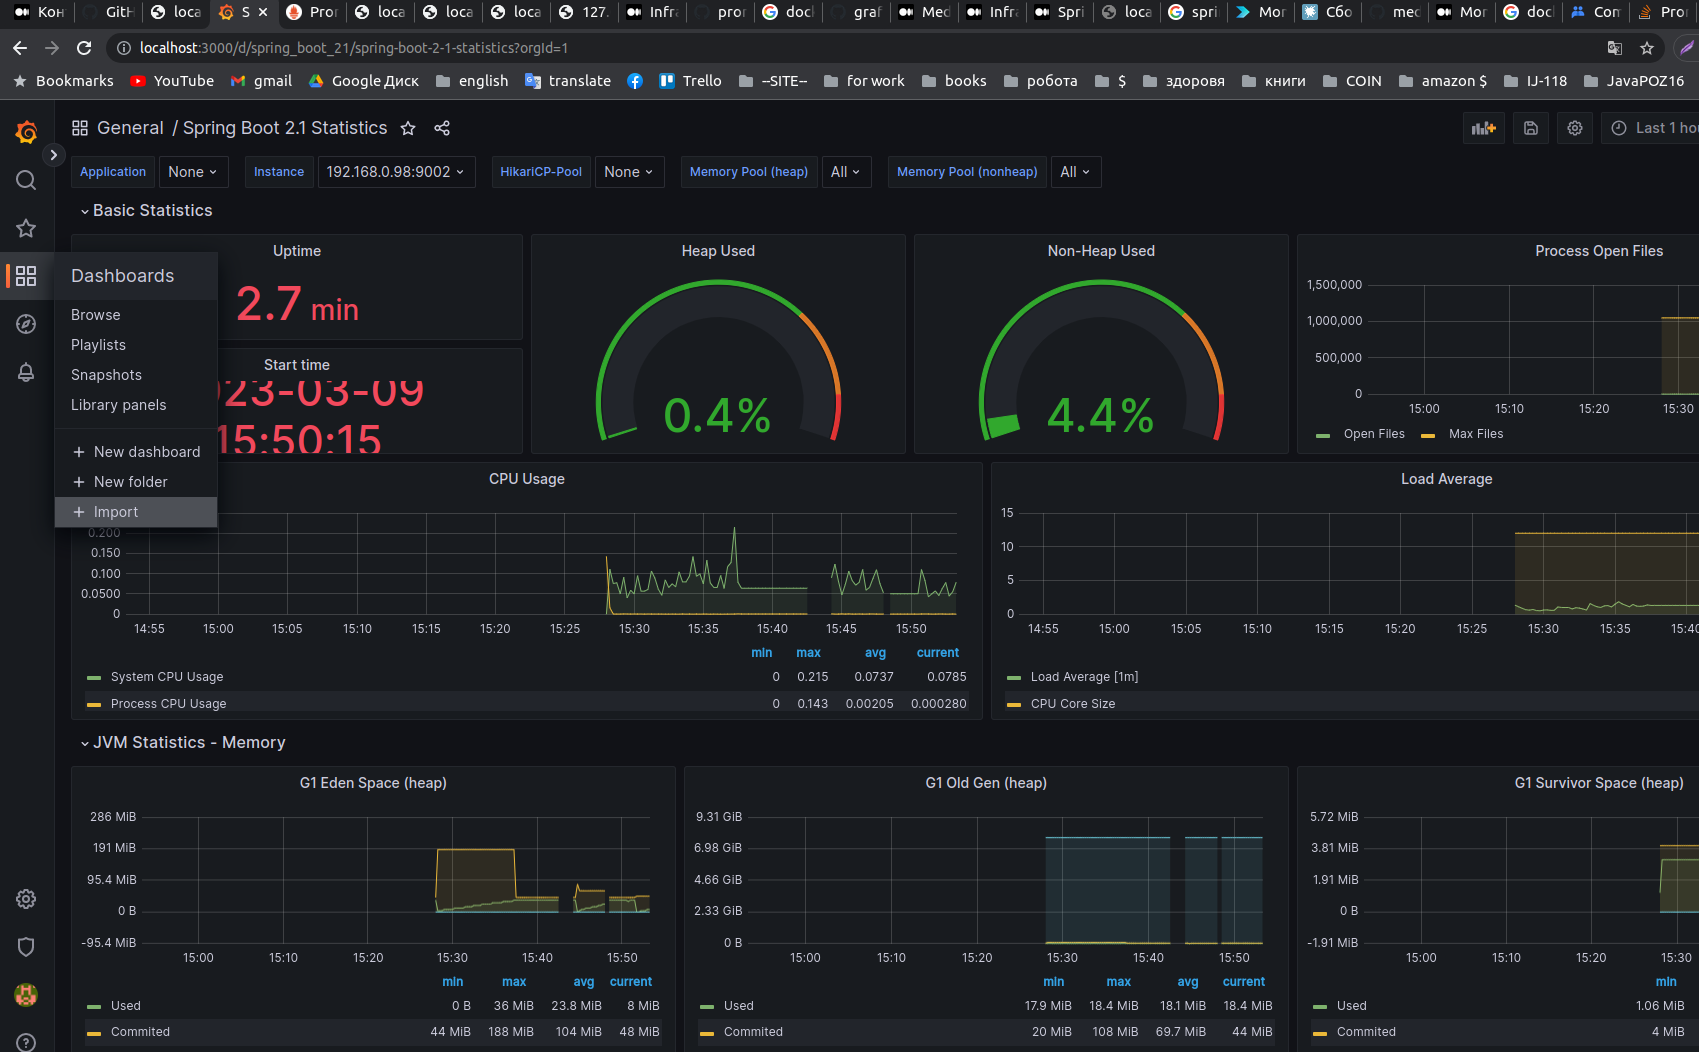 Кон GitH loca S Pron loca loca loca 127. Infra pror doc graf Med Infra Spri loca spri Mor Сбо med Mor doc Com Pro
localhost:3000/d/spring_boot_21/spring-boot-2-1-statistics?orgId=1
Bookmarks YouTube gmail Google Диск english translate Trello --SITE-- for work books робота $ здоровя книги COIN amazon $ IJ-118 JavaPOZ16
General / Spring Boot 2.1 Statistics Last 1 hou
Application None Instance 192.168.0.98:9002 HikariCP-Pool None Memory Pool (heap) All Memory Pool (nonheap) All
Basic Statistics
Dashboards
Browse
Playlists
Snapshots
Library panels
+ New dashboard
+ New folder
+ Import
Uptime
2.7 min
Start time
023-03-09
15:50:15
Heap Used
0.4%
Non-Heap Used
4.4%
Process Open Files
1,500,000
1,000,000
500,000
0
15:00 15:10 15:20 15:30
Open Files Max Files
CPU Usage
0.200
0.150
0.100
0.0500
0
14:55 15:00 15:05 15:10 15:15 15:20 15:25 15:30 15:35 15:40 15:45 15:50
min max avg current
System CPU Usage 0 0.215 0.0737 0.0785
Process CPU Usage 0 0.143 0.00205 0.000280
Load Average
15
10
5
0
14:55 15:00 15:05 15:10 15:15 15:20 15:25 15:30 15:35 15:40
Load Average [1m]
CPU Core Size
JVM Statistics - Memory
G1 Eden Space (heap)
286 MiB
191 MiB
95.4 MiB
0 B
-95.4 MiB
15:00 15:10 15:20 15:30 15:40 15:50
min max avg current
Used 0 B 36 MiB 23.8 MiB 8 MiB
Commited 44 MiB 188 MiB 104 MiB 48 MiB
G1 Old Gen (heap)
9.31 GiB
6.98 GiB
4.66 GiB
2.33 GiB
0 B
15:00 15:10 15:20 15:30 15:40 15:50
min max avg current
Used 17.9 MiB 18.4 MiB 18.1 MiB 18.4 MiB
Commited 20 MiB 108 MiB 69.7 MiB 44 MiB
G1 Survivor Space (heap)
5.72 MiB
3.81 MiB
1.91 MiB
0 B
-1.91 MiB
15:00 15:10 15:20 15:30
min
Used 1.06 MiB
Commited 4 MiB